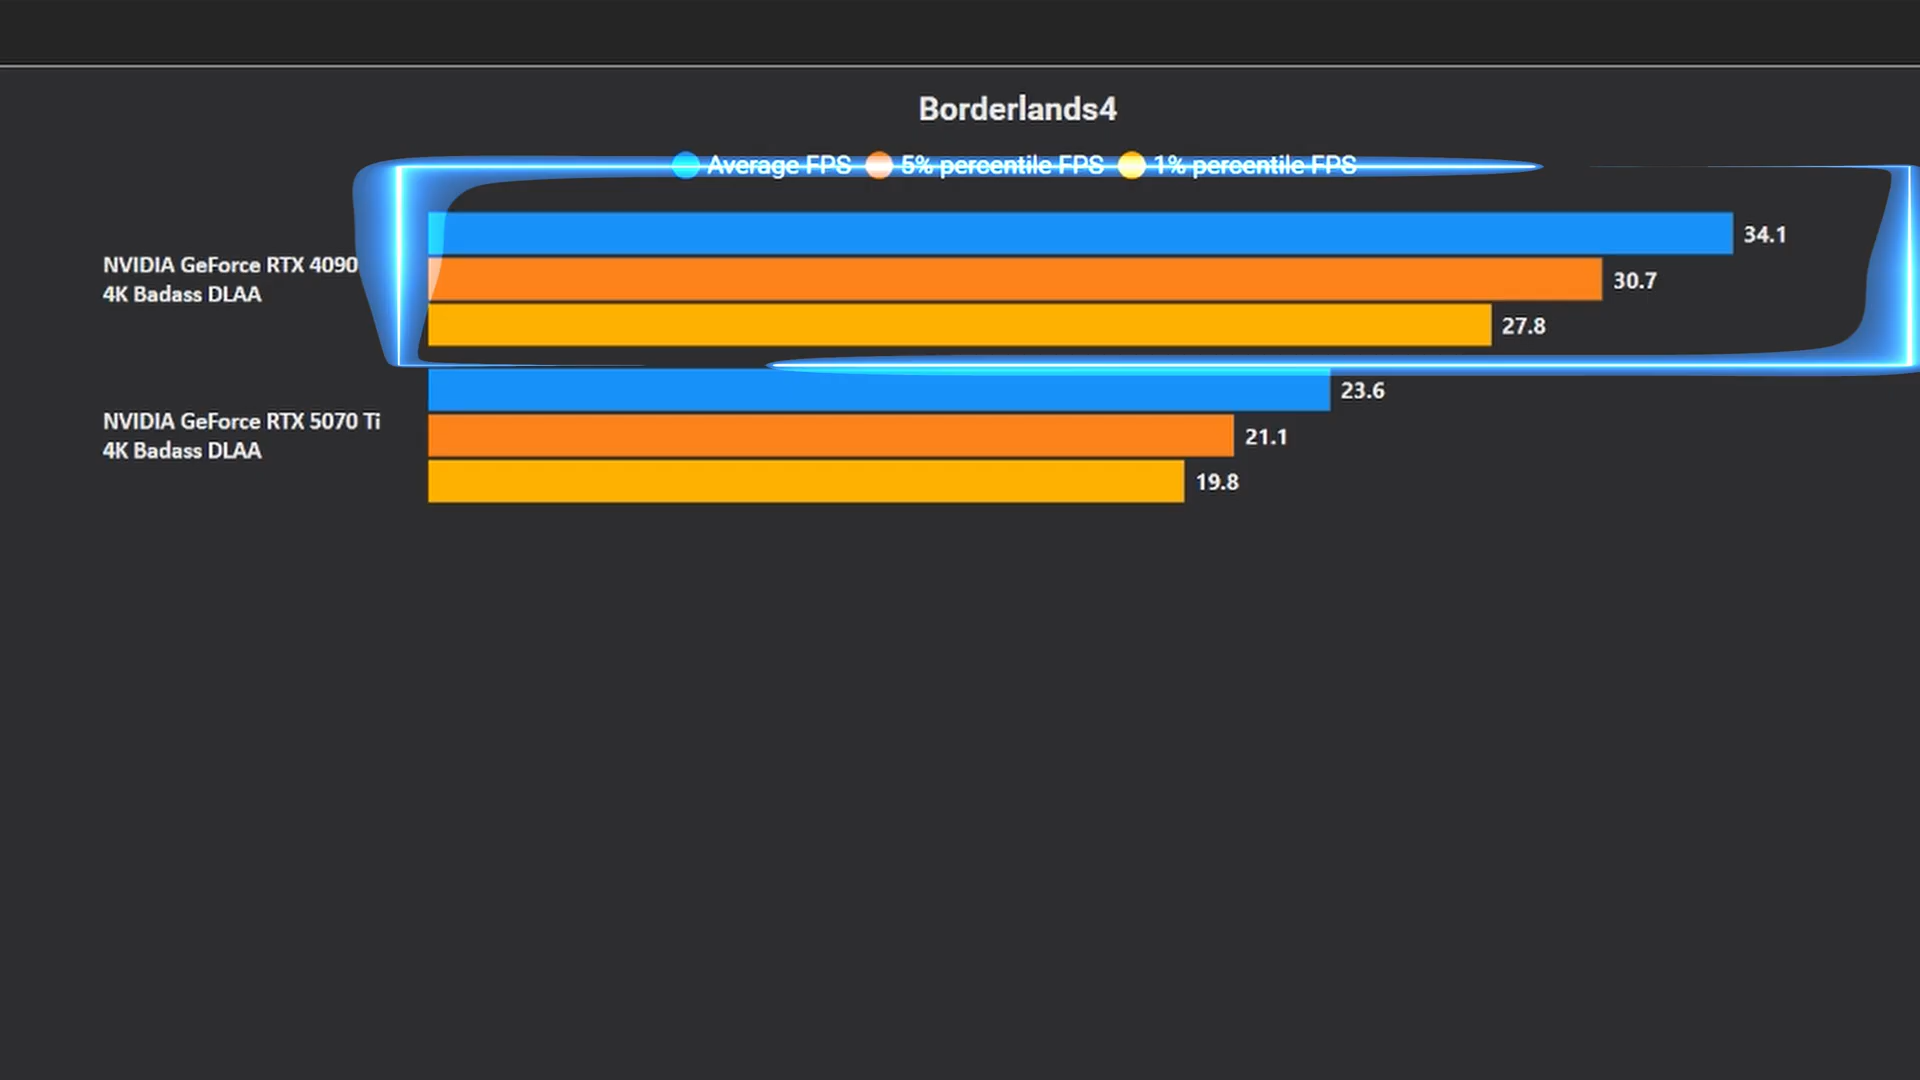 Borderlands4
Average FPS 5% percentile FPS 1% percentile FPS
34.1
NVIDIA GeForce RTX 4090
4K Badass DLAA
30.7
27.8
23.6
NVIDIA GeForce RTX 5070 Ti
4K Badass DLAA
21.1
19.8